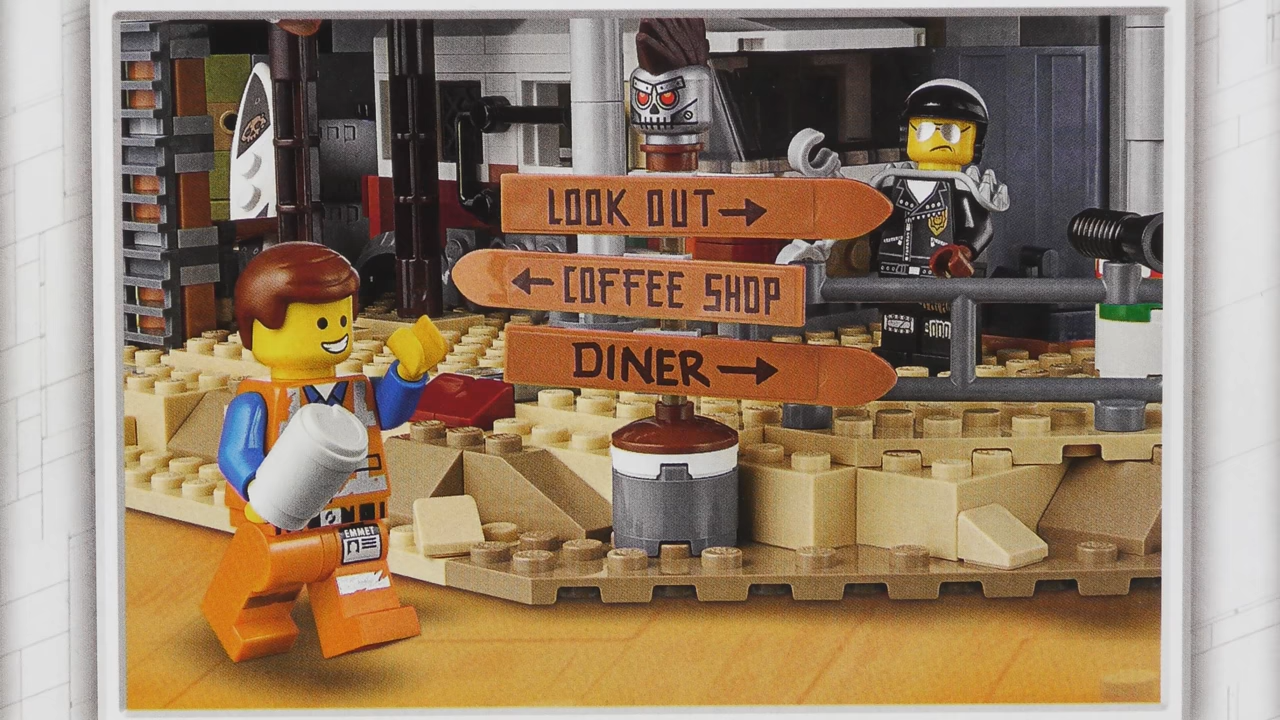 LOOK OUT→
←COFFEE SHOP
DINER→
EMMET